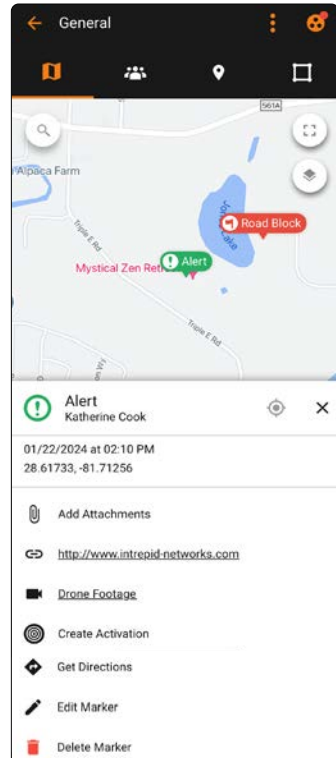 General
561A
Alpaca Farm
Road Block
Lake
Alert
Mystical Zen Ret
Triple E Rd
Triple E Rd
Alert
Katherine Cook
01/22/2024 at 02:10 PM
28.61733, -81.71256
Add Attachments
http://www.intrepid-networks.com
Drone Footage
Create Activation
Get Directions
Edit Marker
Delete Marker